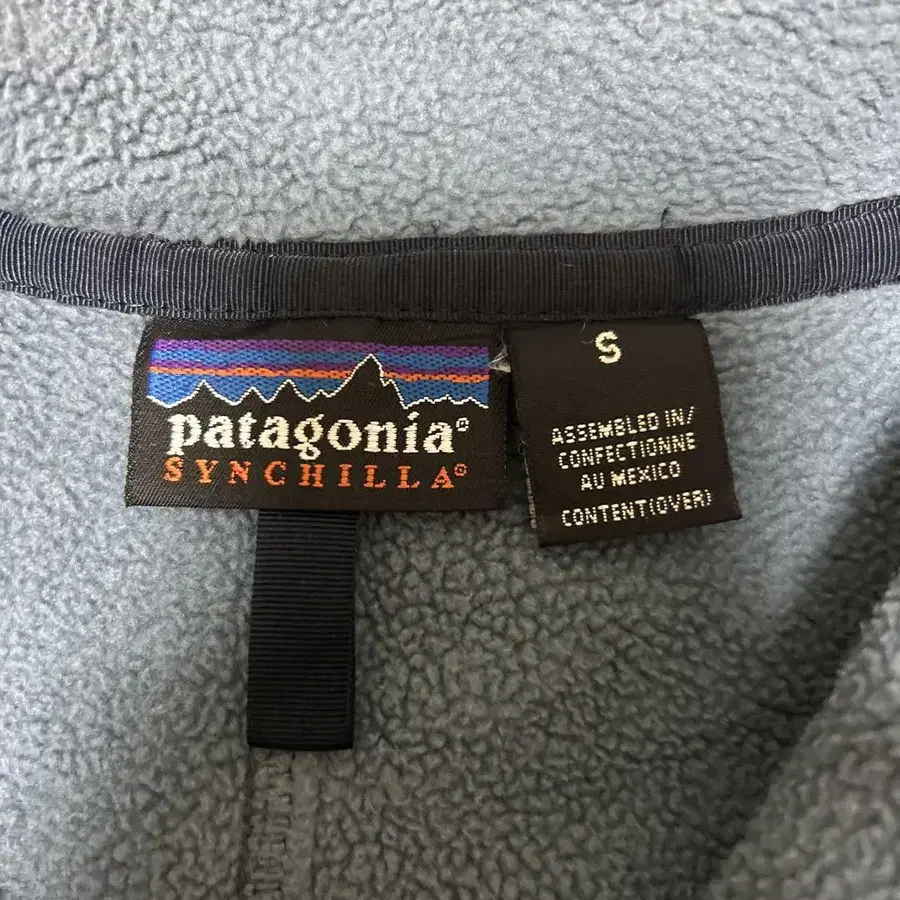 patagonia®
SYNCHILLA®
S
ASSEMBLED IN/
CONFECTIONNE
AU MEXICO
CONTENT(OVER)